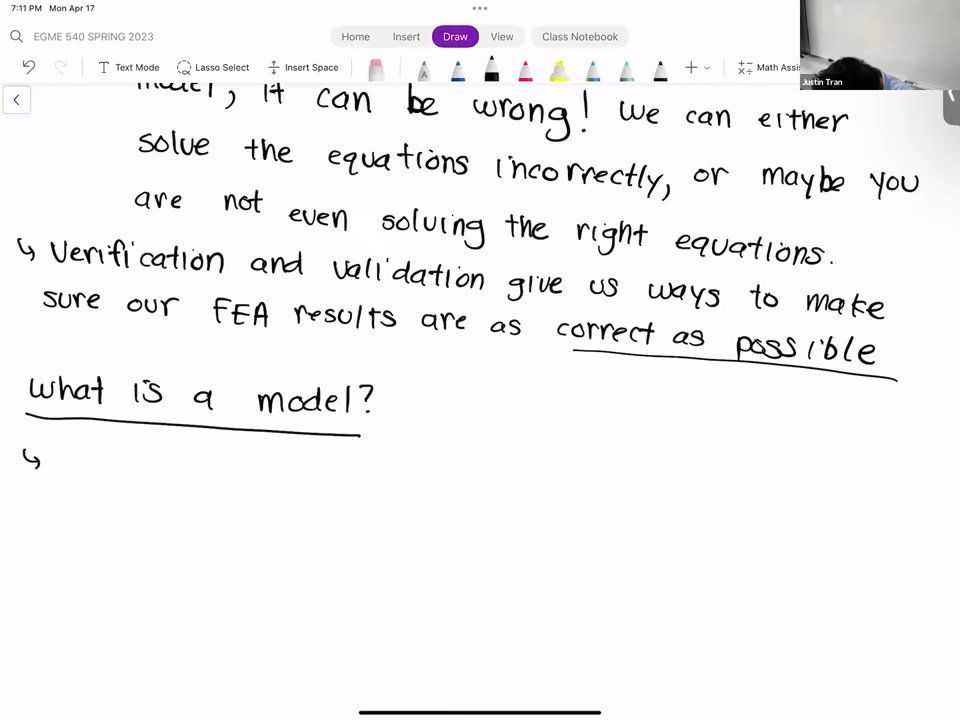 7:11 PM Mon Apr 17
EGME 540 SPRING 2023
Home Insert Draw View Class Notebook
Text Mode Lasso Select Insert Space Math Assis
Justin Tran
model, it can be wrong! We can either
solve the equations incorrectly, or maybe you
are not even solving the right equations.
↳ Verification and validation give us ways to make
sure our FEA results are as correct as possible
What is a model?
↳